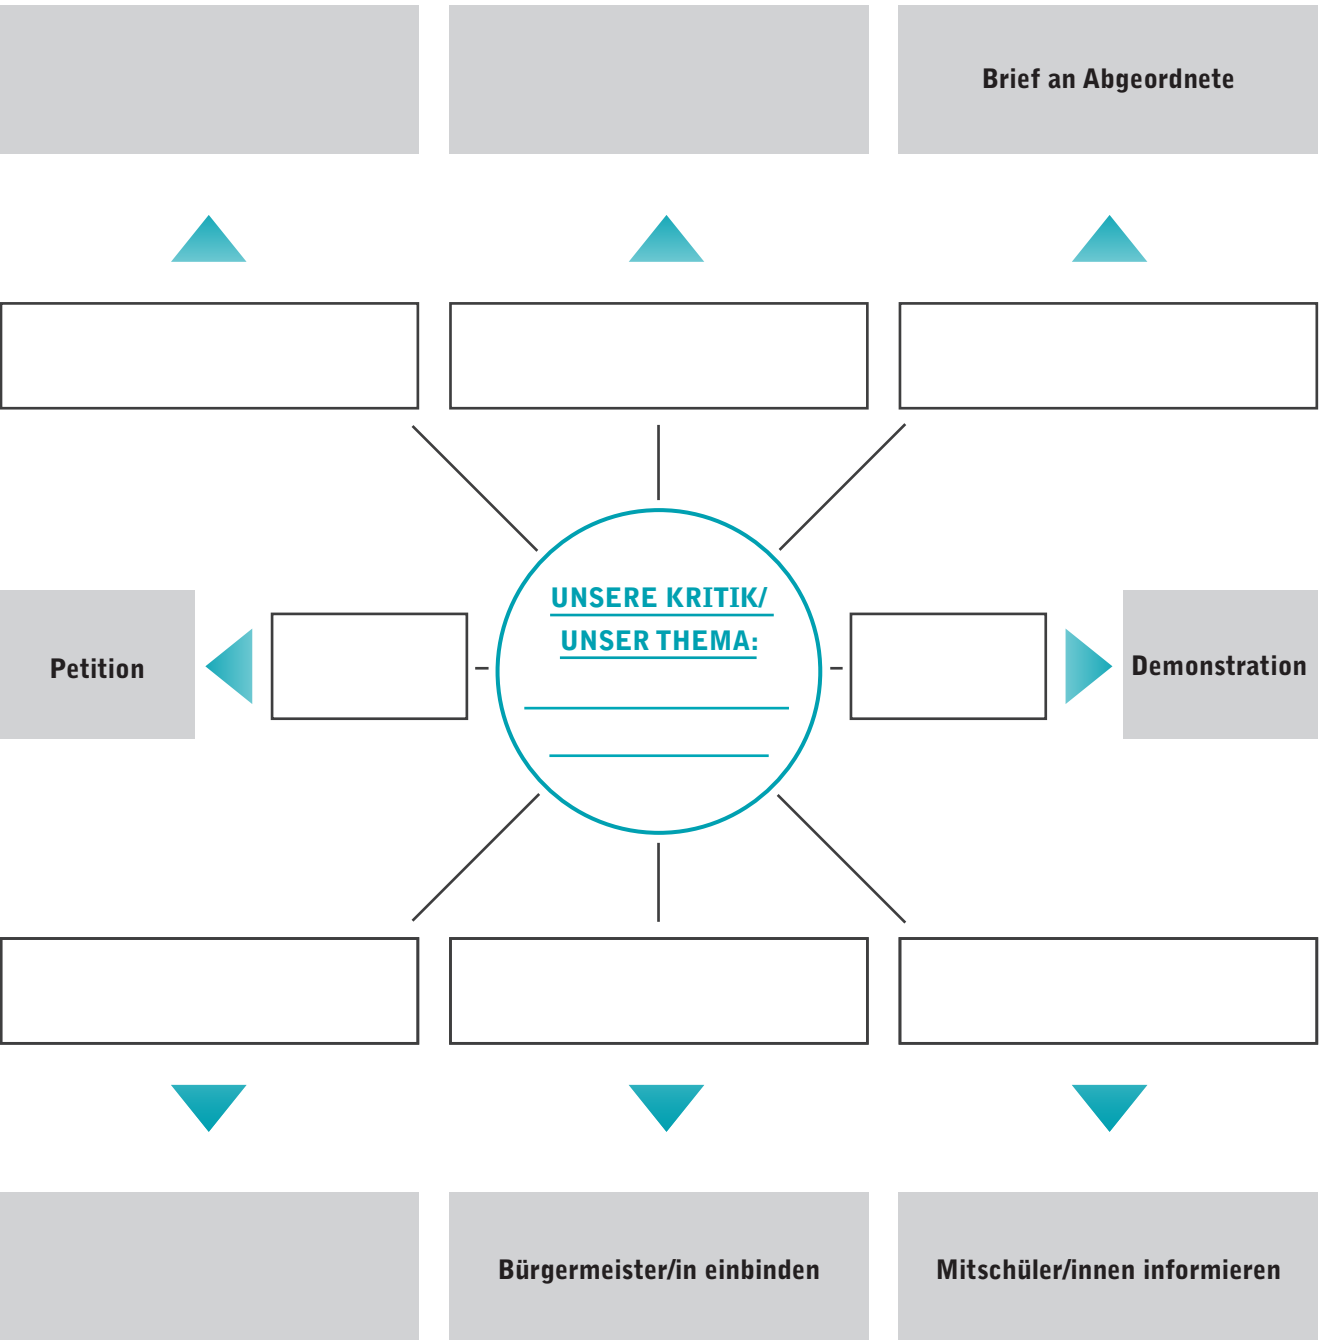 Brief an Abgeordnete
UNSERE KRITIK/
UNSER THEMA:
Petition
Demonstration
Bürgermeister/in einbinden
Mitschüler/innen informieren